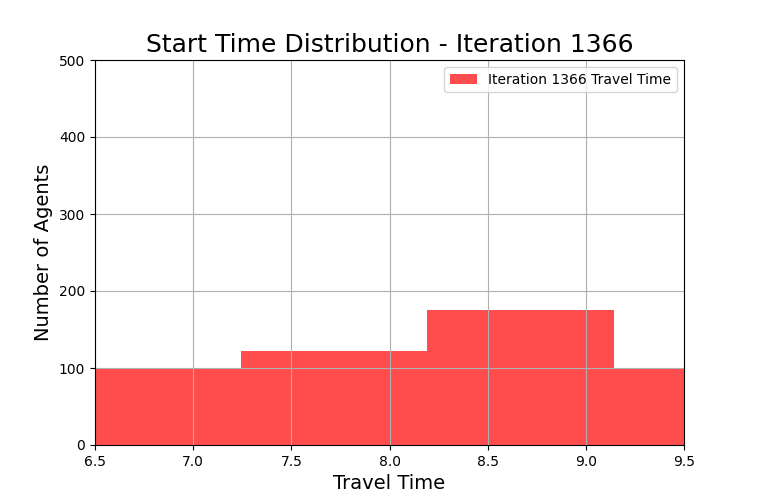 Start Time Distribution - Iteration 1366
Iteration 1366 Travel Time
Number of Agents
500
400
300
200
100
0
6.5 7.0 7.5 8.0 8.5 9.0 9.5
Travel Time